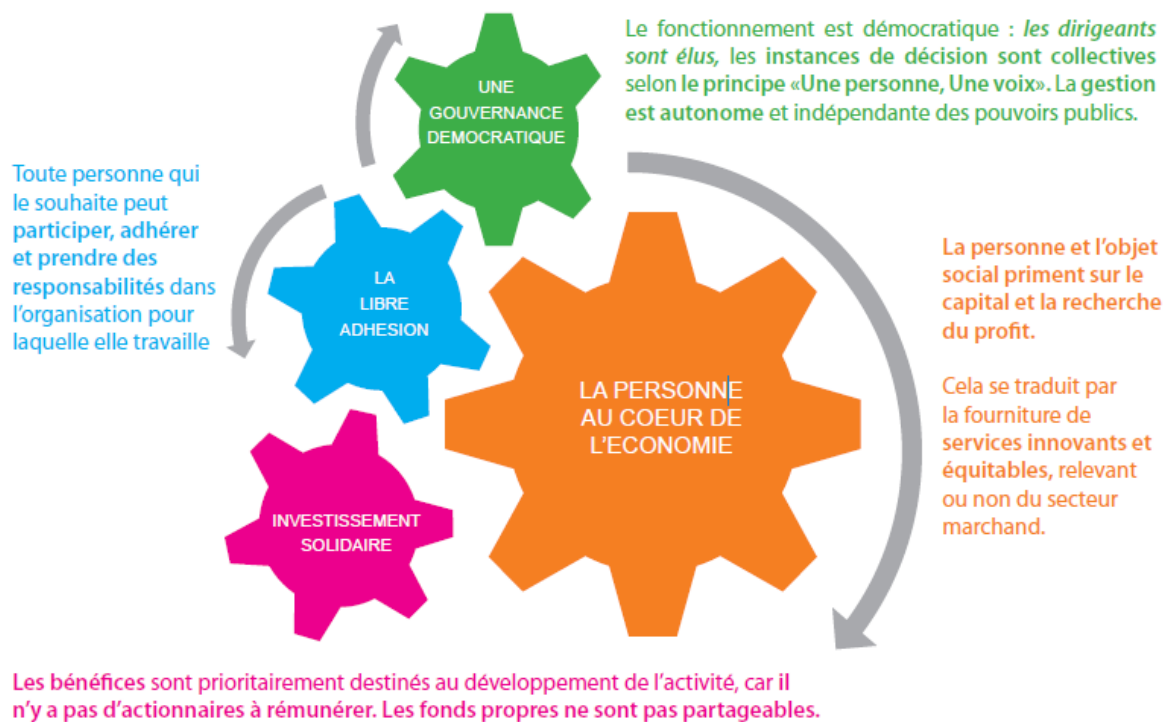 Le fonctionnement est démocratique : les dirigeants
sont élus, les instances de décision sont collectives
selon le principe «Une personne, Une voix». La gestion
est autonome et indépendante des pouvoirs publics.
UNE
GOUVERNANCE
DEMOCRATIQUE
Toute personne qui
le souhaite peut
participer, adhérer
et prendre des
responsabilités dans
l'organisation pour
laquelle elle travaille
LA
LIBRE
ADHESION
LA PERSONNE
AU COEUR DE
L'ECONOMIE
La personne et l'objet
social priment sur le
capital et la recherche
du profit.
Cela se traduit par
la fourniture de
services innovants et
équitables, relevant
ou non du secteur
marchand.
INVESTISSEMENT
SOLIDAIRE
Les bénéfices sont prioritairement destinés au développement de l'activité, car il
n'y a pas d'actionnaires à rémunérer. Les fonds propres ne sont pas partageables.